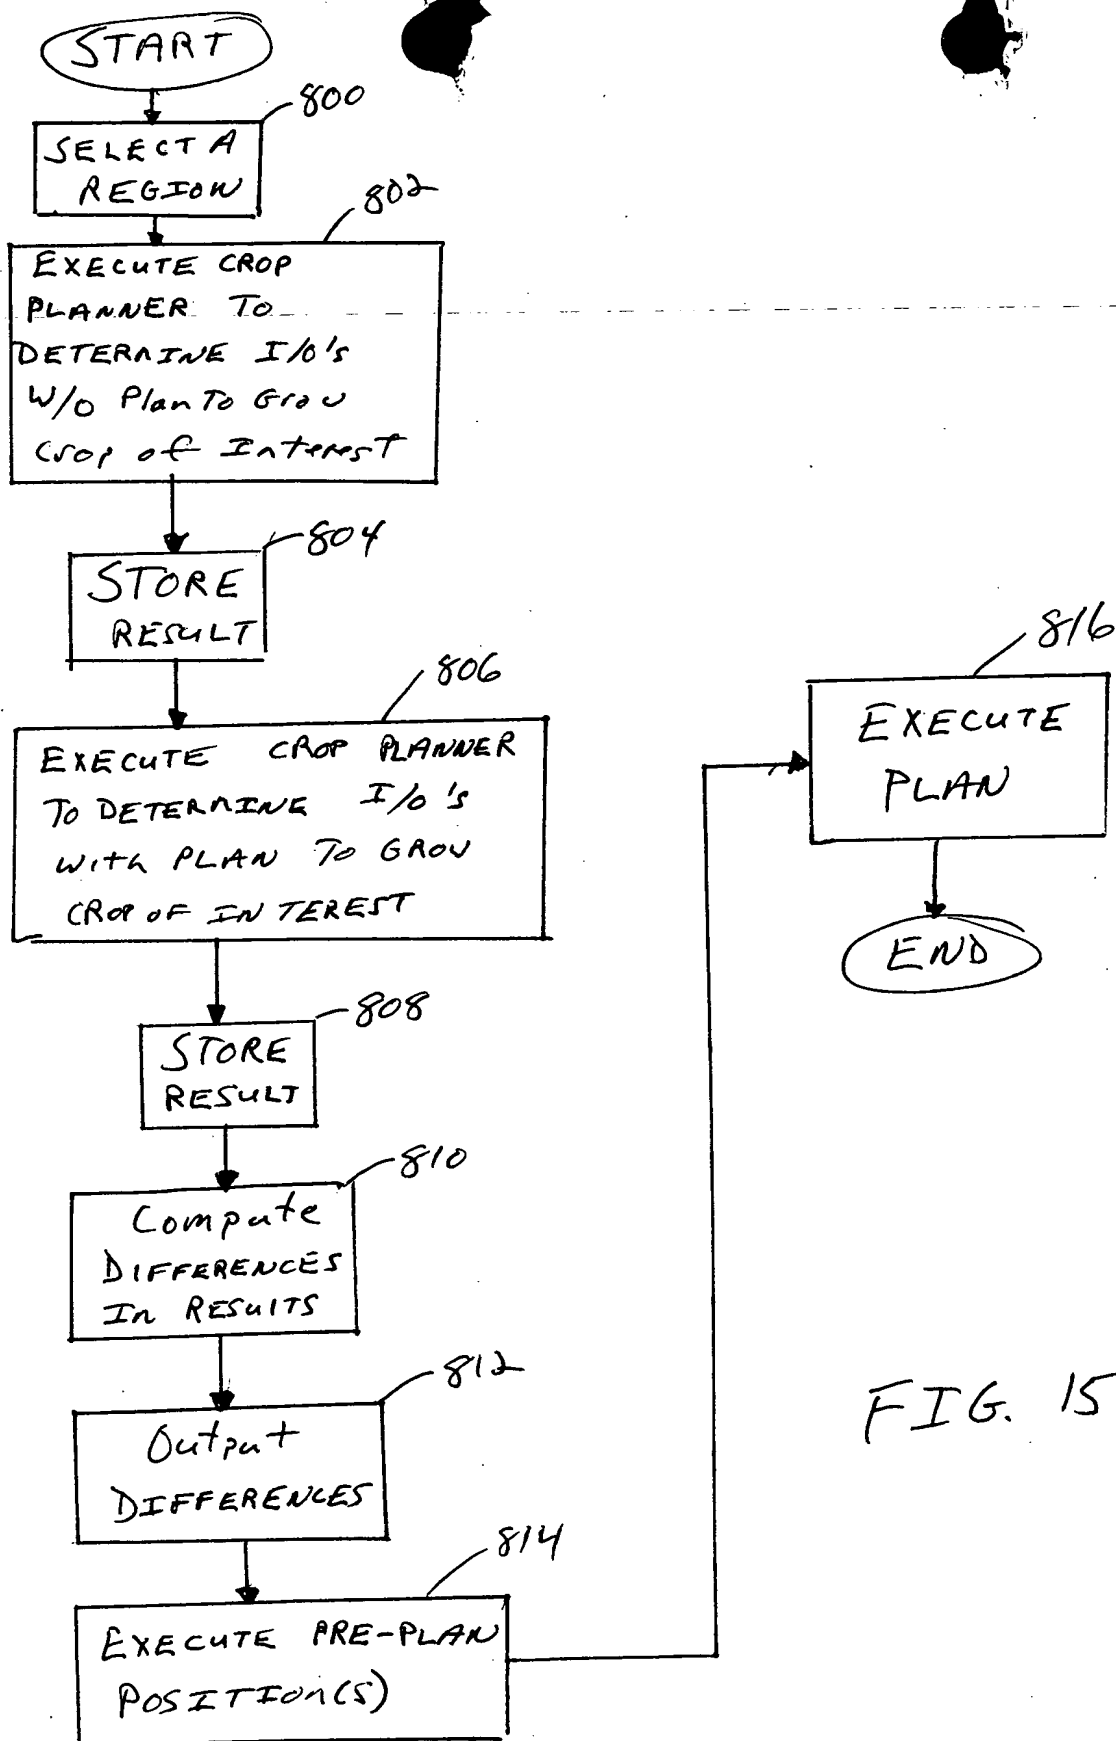 START
800
SELECT A
REGION
802
EXECUTE CROP
PLANNER TO
DETERMINE I/O's
W/O Plan To Grow
Crop of Interest
804
STORE
RESULT
806
EXECUTE CROP PLANNER
TO DETERMINE I/O's
With PLAN TO GROW
CROP OF INTEREST
808
STORE
RESULT
810
Compute
DIFFERENCES
In RESULTS
812
Output
DIFFERENCES
814
EXECUTE PRE-PLAN
POSITION(S)
816
EXECUTE
PLAN
END
FIG. 15